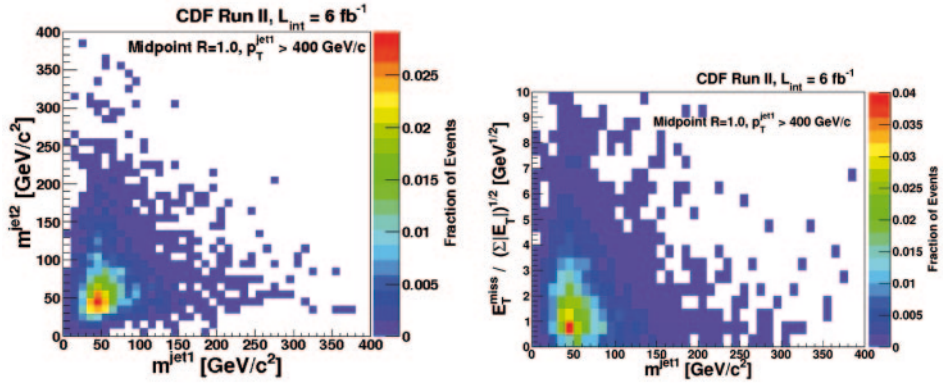 CDF Run II, L_int = 6 fb⁻¹
Midpoint R=1.0, p_T^jet1 > 400 GeV/c
m^jet2 [GeV/c²]
400
350
300
250
200
150
100
50
0
0 50 100 150 200 250 300 350 400
m^jet1 [GeV/c²]
0.025
0.02
0.015
0.01
0.005
0
Fraction of Events
CDF Run II, L_int = 6 fb⁻¹
Midpoint R=1.0, p_T^jet1 > 400 GeV/c
E_T^miss / (Σ|E_T|)^1/2 [GeV^1/2]
10
9
8
7
6
5
4
3
2
1
0
0 50 100 150 200 250 300 350 400
m^jet1 [GeV/c²]
0.04
0.035
0.03
0.025
0.02
0.015
0.01
0.005
0
Fraction of Events